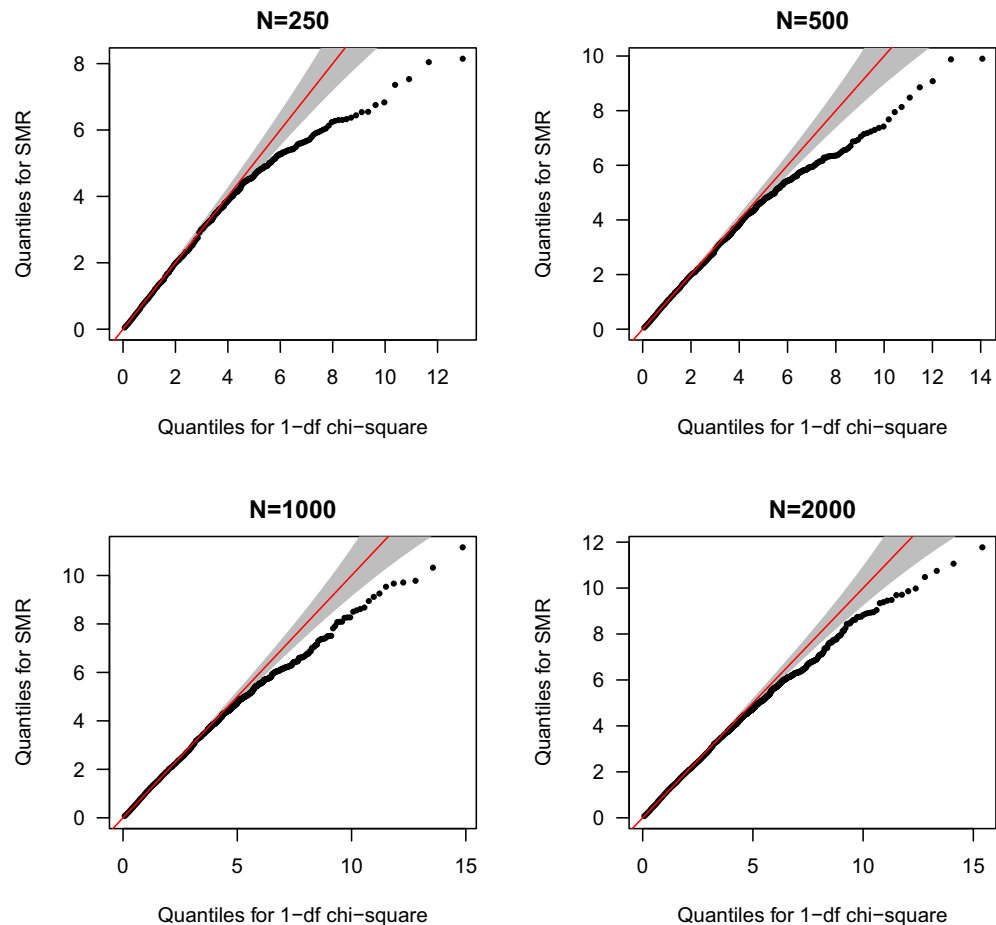 N=250
Quantiles for SMR
8
6
4
2
0
0 2 4 6 8 10 12
Quantiles for 1−df chi−square
N=500
Quantiles for SMR
10
8
6
4
2
0
0 2 4 6 8 10 12 14
Quantiles for 1−df chi−square
N=1000
Quantiles for SMR
10
8
6
4
2
0
0 5 10 15
Quantiles for 1−df chi−square
N=2000
Quantiles for SMR
12
10
8
6
4
2
0
0 5 10 15
Quantiles for 1−df chi−square